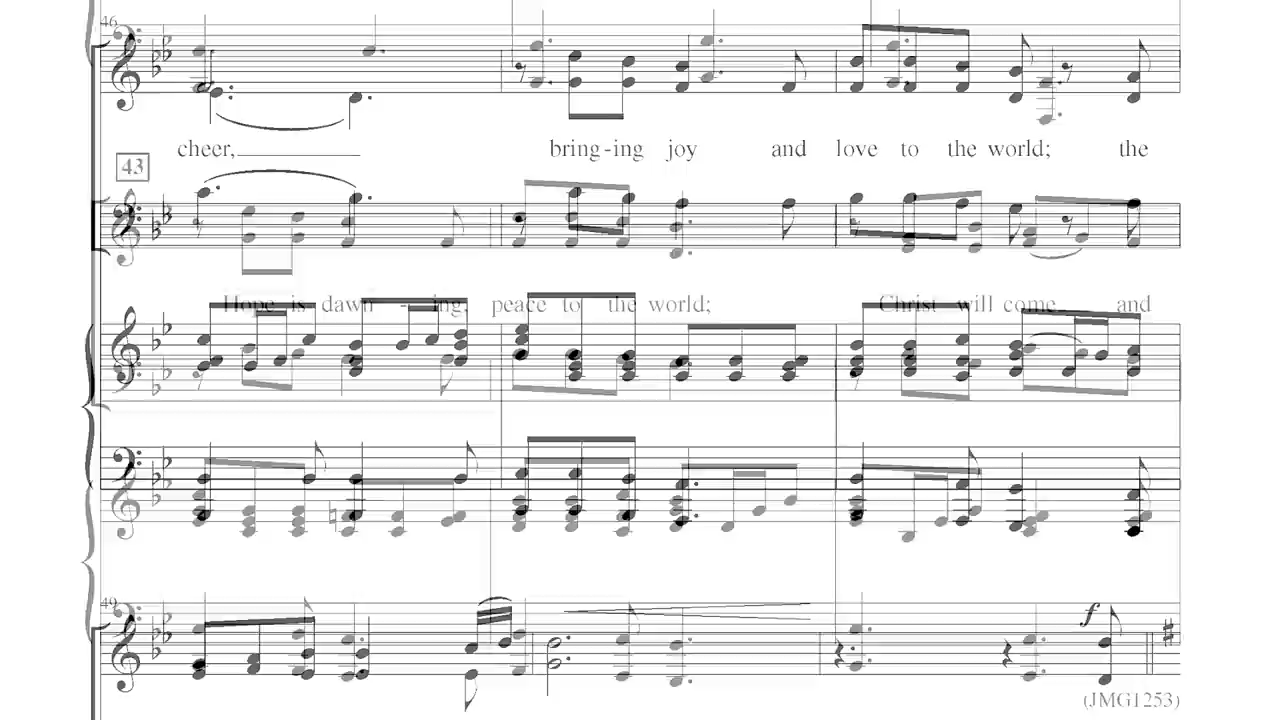 46
cheer, bring-ing joy and love to the world; the
43
Hope is dawn - ing, peace to the world; Christ will come and
49
f
(JMG1253)